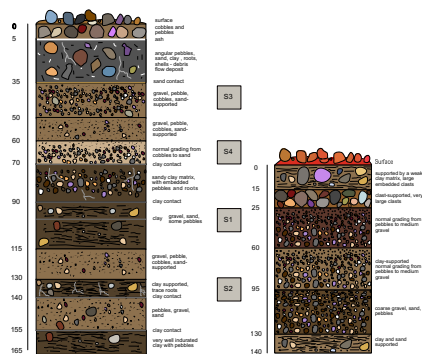 0
surface
cobbles and
pebbles
5
ash
angular pebbles,
sand, clay, roots,
shells - debris
flow deposit
sand contact
35
gravel, pebble,
cobbles, sand-
supported
S3
50
gravel, pebble,
cobbles, sand-
supported
60
normal grading from
cobbles to sand
S4
70
clay contact
sandy clay matrix,
with embedded
pebbles and roots
90
clay contact
clay gravel, sand,
some pebbles
S1
115
gravel, pebble,
cobbles, sand-
supported
130
clay supported,
trace roots
S2
140
clay contact
pebbles, gravel,
sand
155
clay contact
very well indurated
clay with pebbles
165
Surface
0
supported by a weak
clay matrix, large
embedded clasts
15
clast-supported, very
large clasts
25
normal grading from
pebbles to medium
gravel
60
clay-supported
normal grading from
pebbles to medium
gravel
95
coarse gravel, sand,
pebbles
130
clay and sand
supported
140